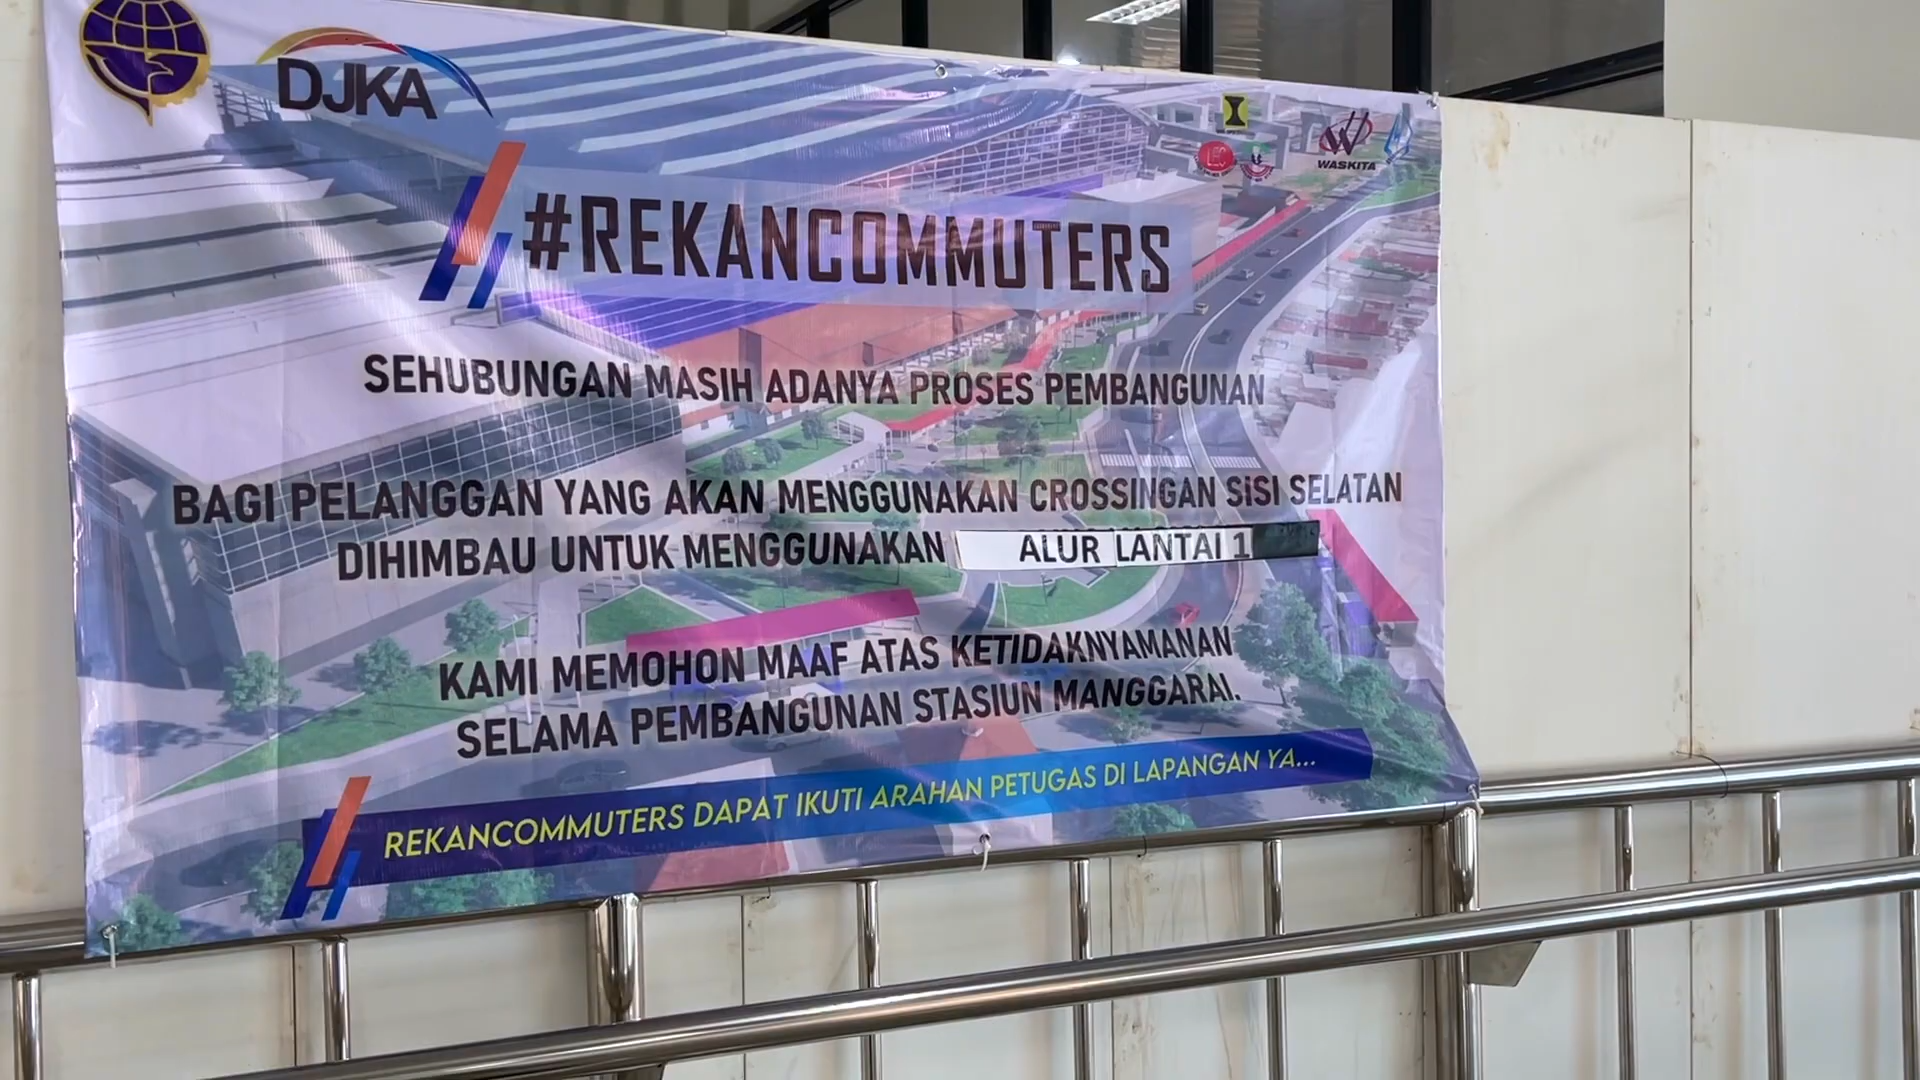 DJKA
WASKITA
#REKANCOMMUTERS
SEHUBUNGAN MASIH ADANYA PROSES PEMBANGUNAN
BAGI PELANGGAN YANG AKAN MENGGUNAKAN CROSSINGAN SiSI SELATAN
DIHIMBAU UNTUK MENGGUNAKAN ALUR LANTAI 1
KAMI MEMOHON MAAF ATAS KETIDAKNYAMANAN
SELAMA PEMBANGUNAN STASIUN MANGGARAI.
REKANCOMMUTERS DAPAT IKUTI ARAHAN PETUGAS DI LAPANGAN YA...